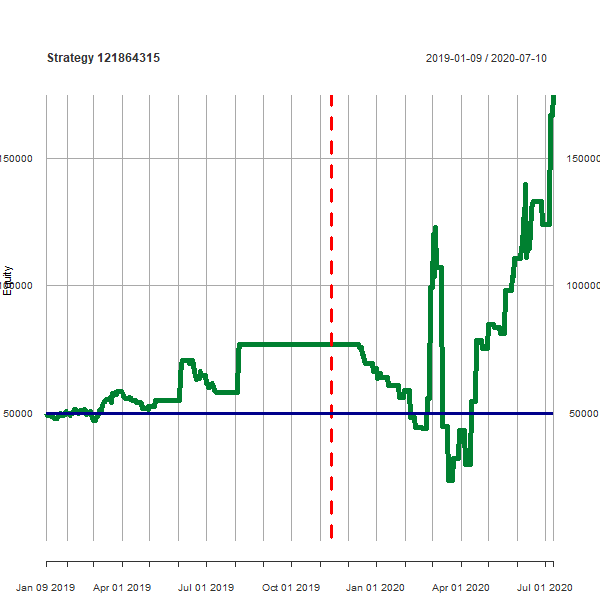 Strategy 121864315
2019-01-09 / 2020-07-10
150000
150000
Equity
100000
100000
50000
50000
Jan 09 2019
Apr 01 2019
Jul 01 2019
Oct 01 2019
Jan 01 2020
Apr 01 2020
Jul 01 2020